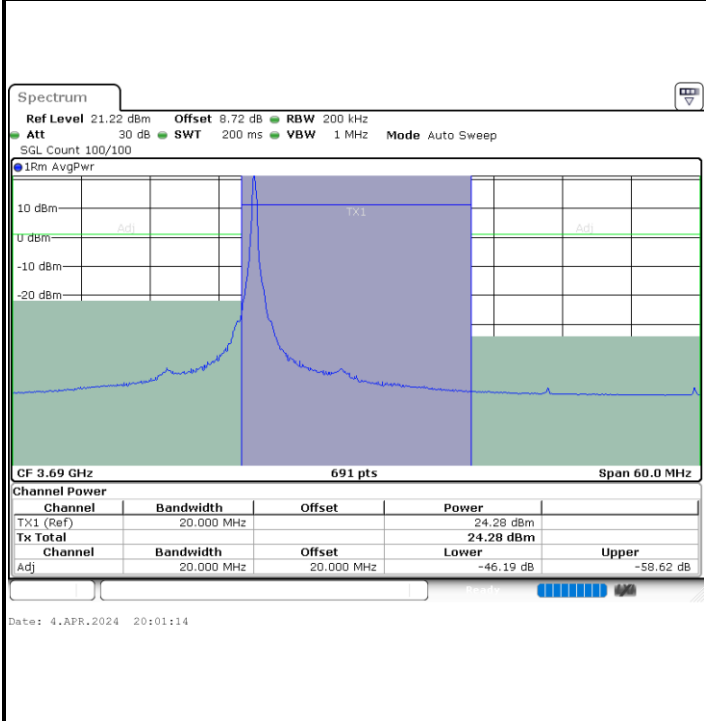 Spectrum
Ref Level 21.22 dBm Offset 8.72 dB RBW 200 kHz
Att 30 dB SWT 200 ms VBW 1 MHz Mode Auto Sweep
SGL Count 100/100
1Rm AvgPwr
10 dBm
TX1
Adj
Adj
0 dBm
-10 dBm
-20 dBm
CF 3.69 GHz 691 pts Span 60.0 MHz
Channel Power
Channel Bandwidth Offset Power
TX1 (Ref) 20.000 MHz 24.28 dBm
Tx Total 24.28 dBm
Channel Bandwidth Offset Lower Upper
Adj 20.000 MHz 20.000 MHz -46.19 dB -58.62 dB
Ready
Date: 4.APR.2024 20:01:14